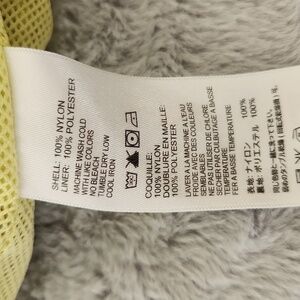 SHELL: 100% NYLON
LINER: 100% POLYESTER
MACHINE WASH COLD
WITH LIKE COLORS
NO BLEACH
TUMBLE DRY LOW
COOL IRON
COQUILLE:
100% NYLON
DOUBLURE EN MAILLE:
100% POLYESTER
LAVER A LA MACHINE A L'EAU
FROIDE AVEC DES COULEURS
SEMBLABLES
NE PAS UTILISER DE CHLORE
SECHER PAR CULBUTAGE A BASSE
TEMPERATURE
FER A BASSE TEMPERATURE
表地: ナイロン 100%
裏地: ポリエステル 100%